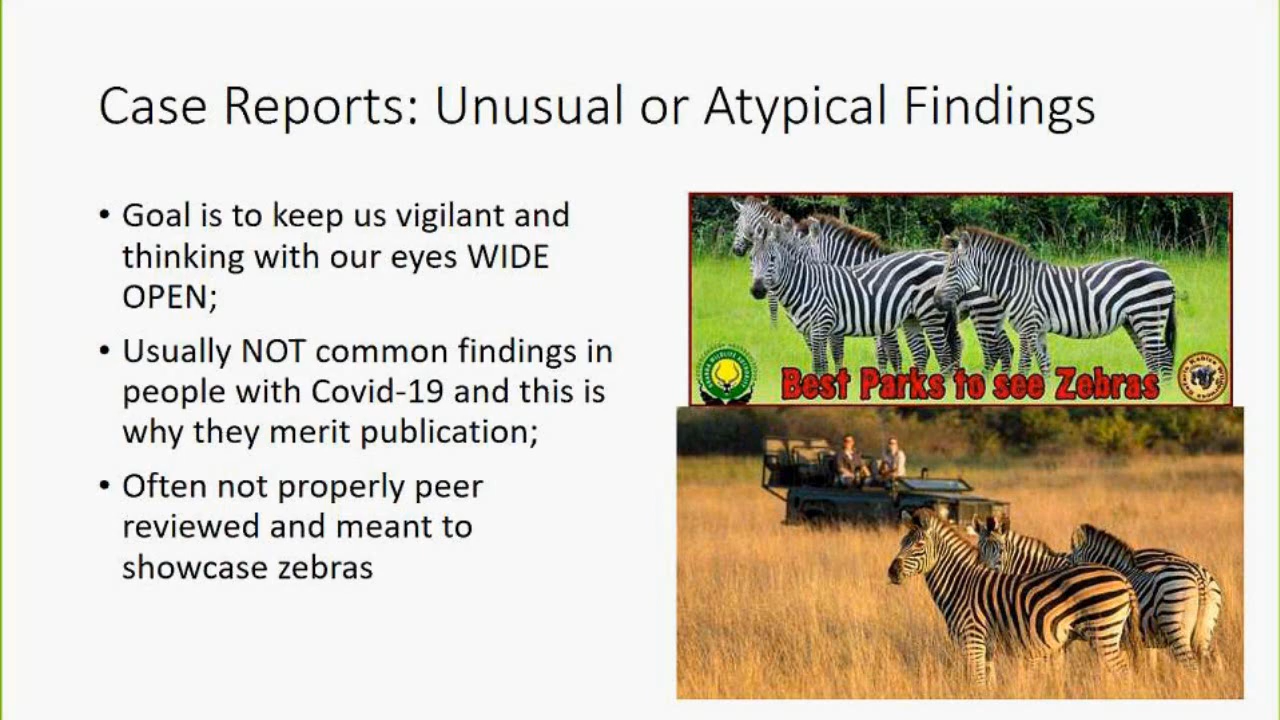 Case Reports: Unusual or Atypical Findings
• Goal is to keep us vigilant and
thinking with our eyes WIDE
OPEN;
• Usually NOT common findings in
people with Covid-19 and this is
why they merit publication;
• Often not properly peer
reviewed and meant to
showcase zebras
Best Parks to see Zebras